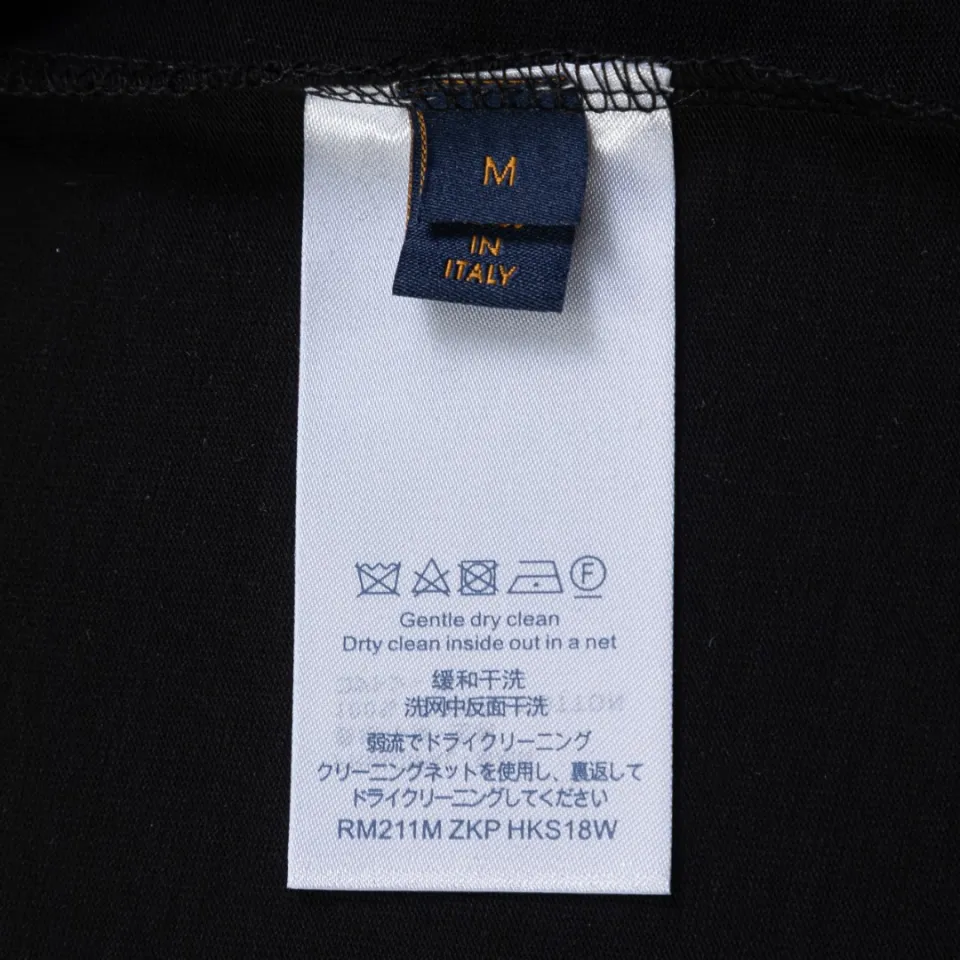 M
IN
ITALY
F
Gentle dry clean
Drty clean inside out in a net
缓和干洗
洗网中反面干洗
弱流でドライクリーニング
クリーニングネットを使用し、裏返して
ドライクリーニングしてください
RM211M ZKP HKS18W